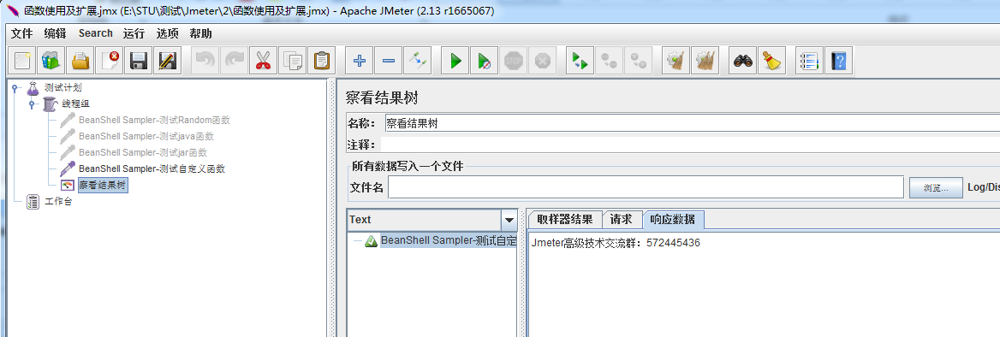 函数使用及扩展.jmx (E:\STU\测试\Jmeter\2\函数使用及扩展.jmx) - Apache JMeter (2.13 r1665067)
文件 编辑 Search 运行 选项 帮助
STOP
测试计划
线程组
BeanShell Sampler-测试Random函数
BeanShell Sampler-测试java函数
BeanShell Sampler-测试jar函数
BeanShell Sampler-测试自定义函数
察看结果树
工作台
察看结果树
名称： 察看结果树
注释：
所有数据写入一个文件
文件名 浏览... Log/Dis
Text
BeanShell Sampler-测试自定
取样器结果 请求 响应数据
Jmeter高级技术交流群：572445436